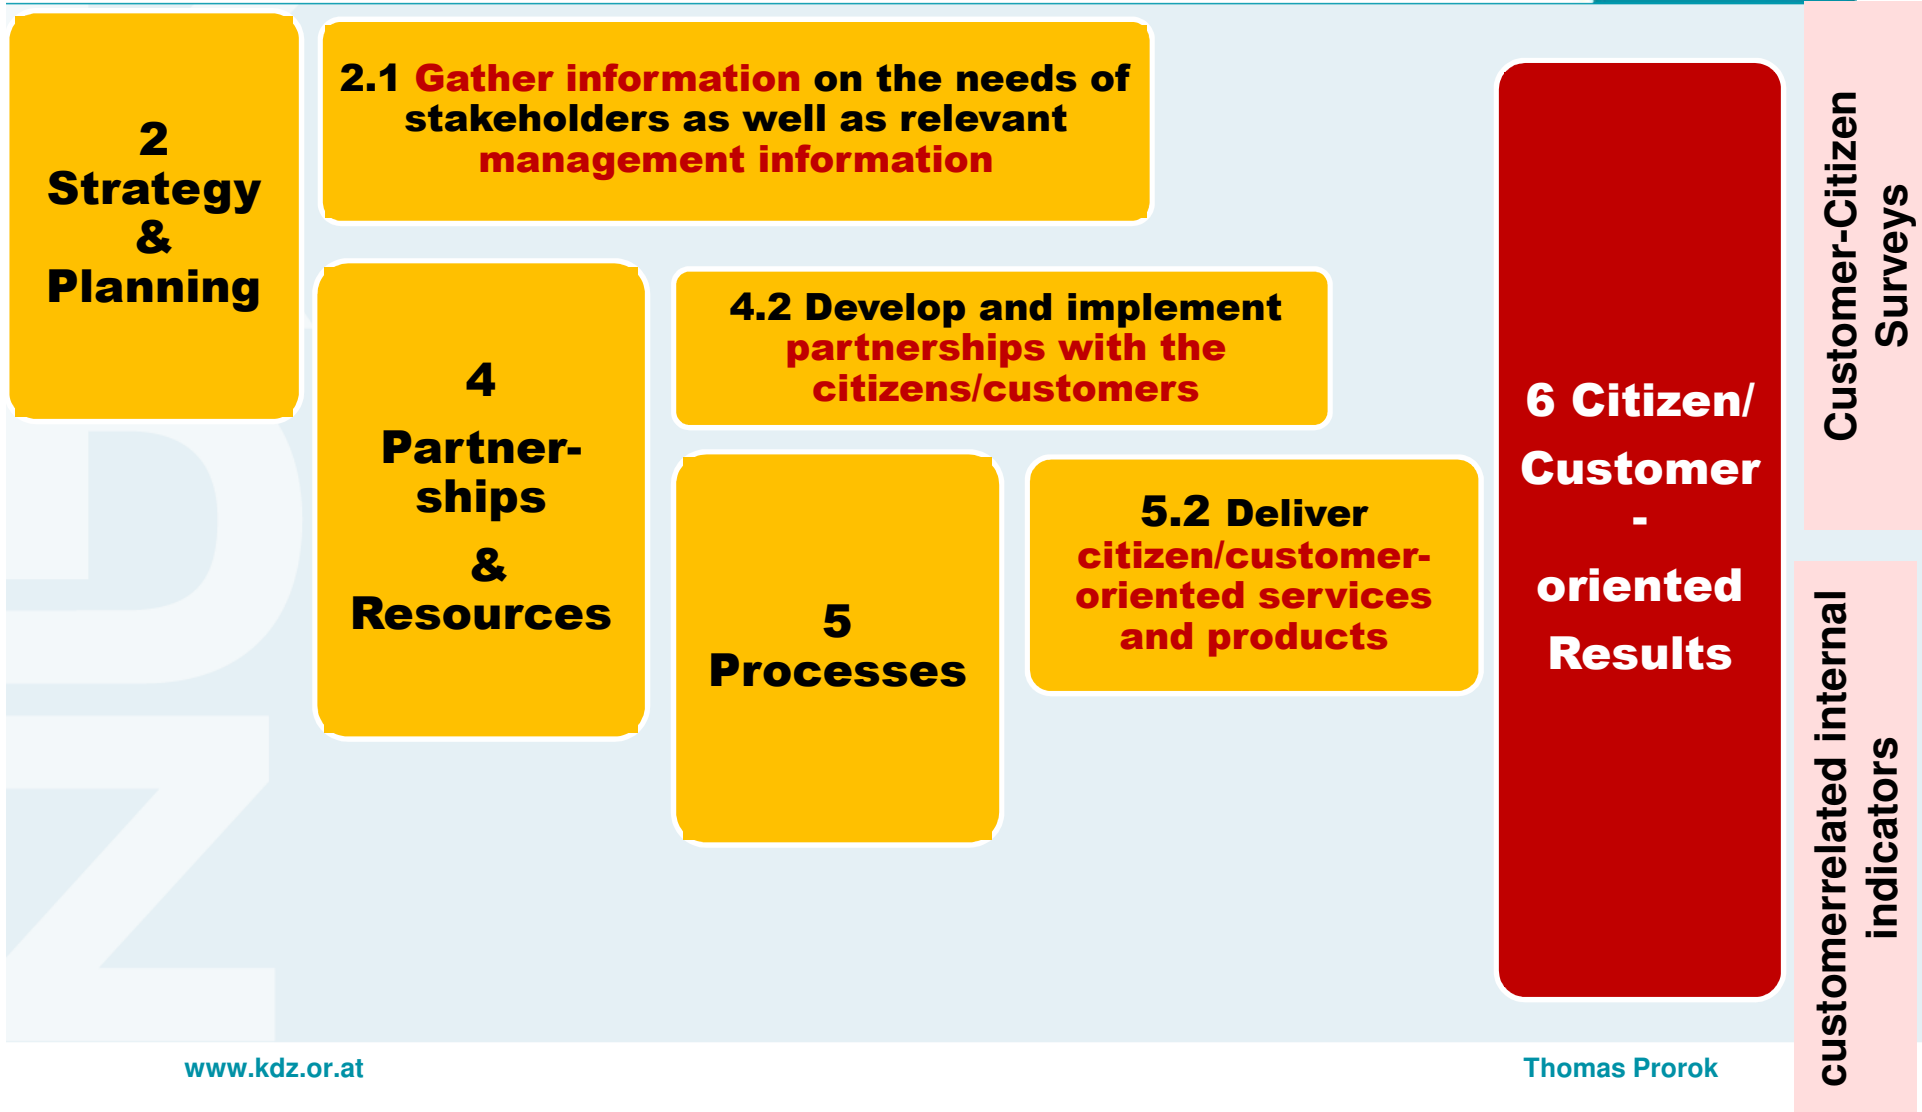 2
Strategy
&
Planning
2.1 Gather information on the needs of
stakeholders as well as relevant
management information
4
Partner-
ships
&
Resources
4.2 Develop and implement
partnerships with the
citizens/customers
5
Processes
5.2 Deliver
citizen/customer-
oriented services
and products
6 Citizen/
Customer
-
oriented
Results
Customer-Citizen
Surveys
customerrelated internal
indicators
www.kdz.or.at
Thomas Prorok